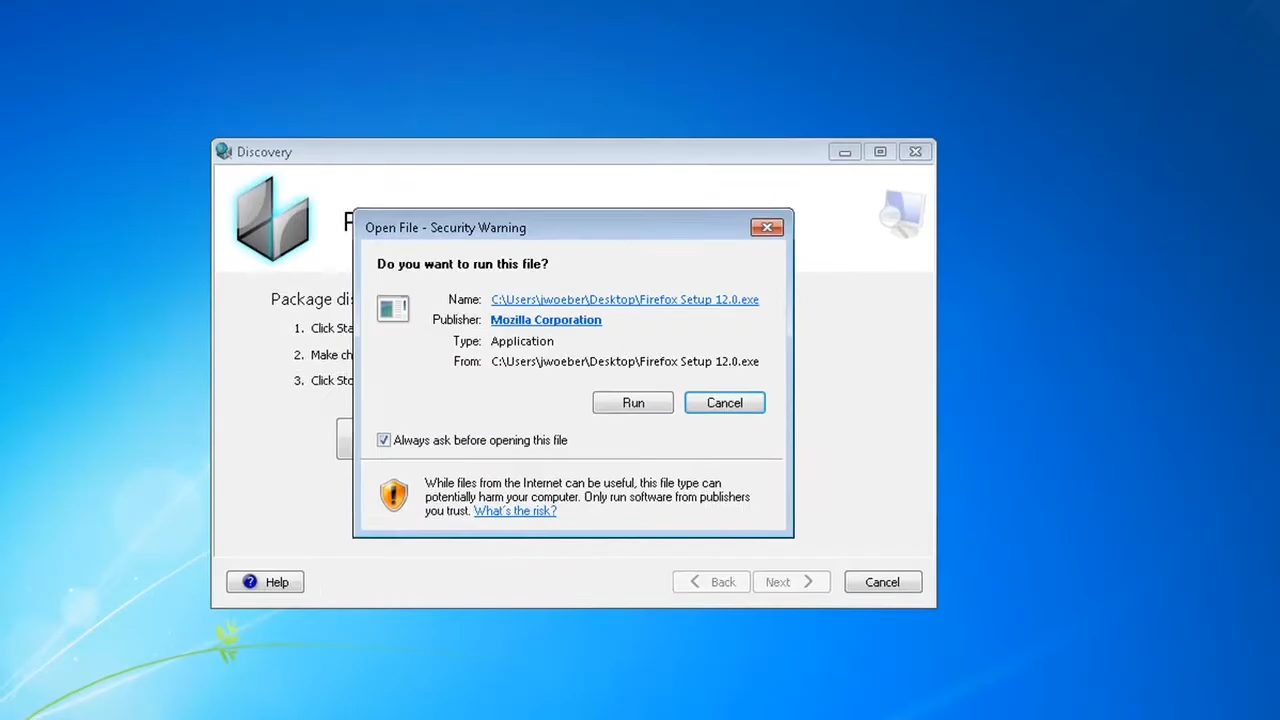 Discovery
Open File - Security Warning
Do you want to run this file?
Name: C:\Users\jwoeber\Desktop\Firefox Setup 12.0.exe
Publisher: Mozilla Corporation
Type: Application
From: C:\Users\jwoeber\Desktop\Firefox Setup 12.0.exe
Run Cancel
Always ask before opening this file
While files from the Internet can be useful, this file type can
potentially harm your computer. Only run software from publishers
you trust. What's the risk?
Package
1. Click
2. Make
3. Click
Help Back Next Cancel